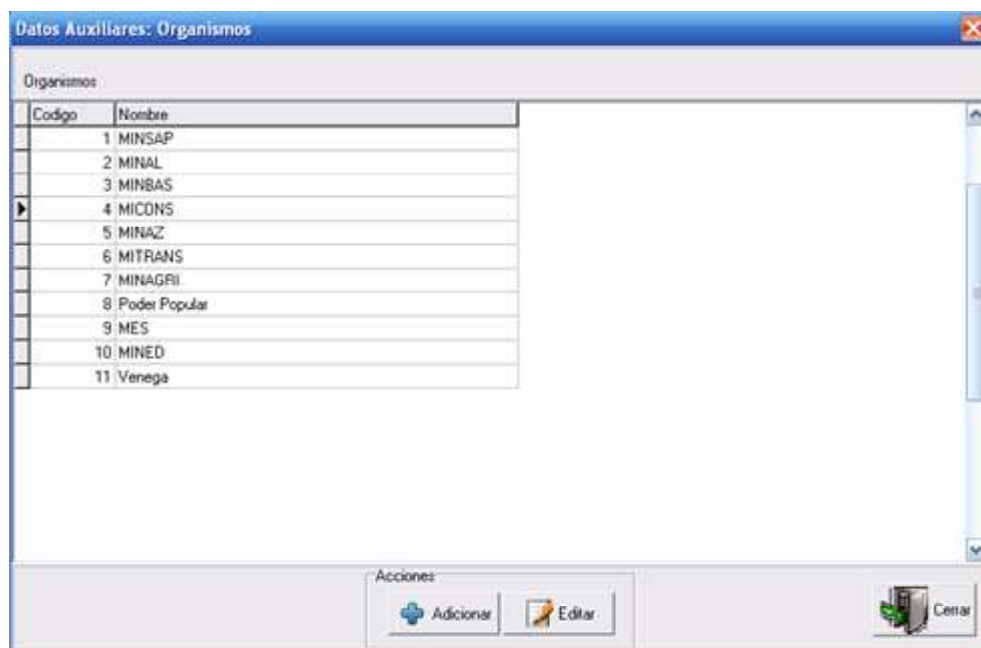 Datos Auxiliares: Organismos
Organismos
Codigo Nombre
1 MINSAP
2 MINAL
3 MINBAS
4 MICONS
5 MINAZ
6 MITRANS
7 MINAGRI
8 Poder Popular
9 MES
10 MINED
11 Venega
Acciones
Adicionar Editar Cerrar